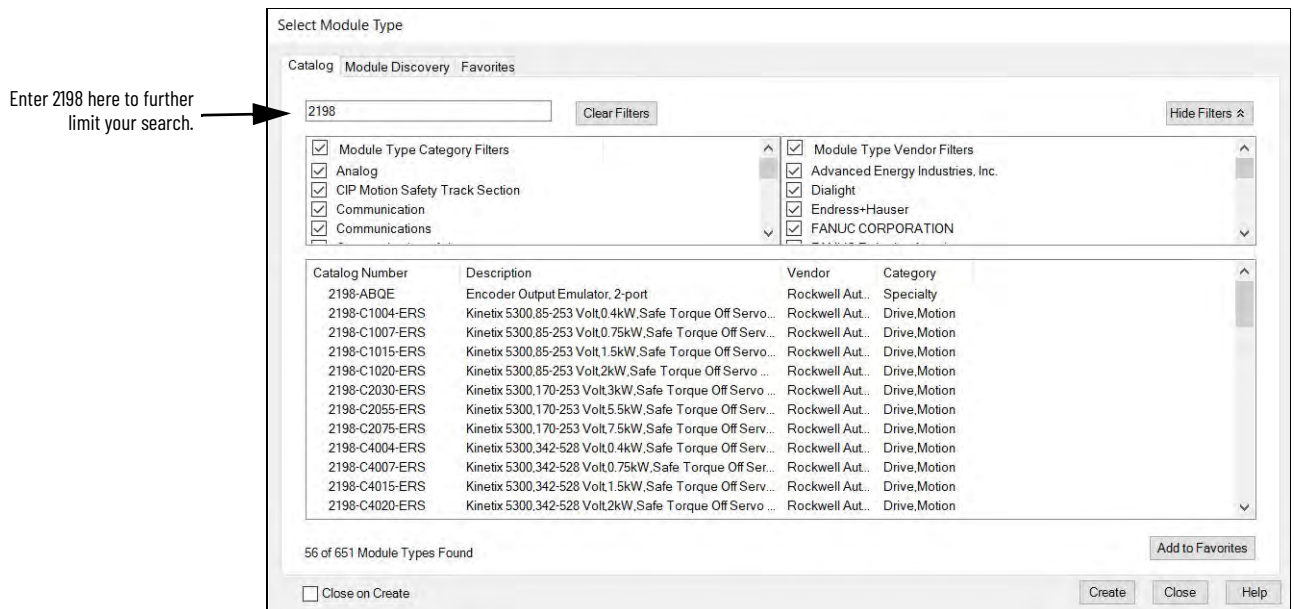 Select Module Type
Catalog Module Discovery Favorites
Enter 2198 here to further
limit your search.
2198 Clear Filters Hide Filters
Module Type Category Filters Module Type Vendor Filters
Analog Advanced Energy Industries, Inc.
CIP Motion Safety Track Section Dialight
Communication Endress+Hauser
Communications FANUC CORPORATION
Catalog Number Description Vendor Category
2198-ABQE Encoder Output Emulator, 2-port Rockwell Aut... Specialty
2198-C1004-ERS Kinetix 5300,85-253 Volt,0.4kW,Safe Torque Off Servo... Rockwell Aut... Drive,Motion
2198-C1007-ERS Kinetix 5300,85-253 Volt,0.75kW,Safe Torque Off Serv... Rockwell Aut... Drive,Motion
2198-C1015-ERS Kinetix 5300,85-253 Volt,1.5kW,Safe Torque Off Servo... Rockwell Aut... Drive,Motion
2198-C1020-ERS Kinetix 5300,85-253 Volt,2kW,Safe Torque Off Servo ... Rockwell Aut... Drive,Motion
2198-C2030-ERS Kinetix 5300,170-253 Volt,3kW,Safe Torque Off Servo ... Rockwell Aut... Drive,Motion
2198-C2055-ERS Kinetix 5300,170-253 Volt,5.5kW,Safe Torque Off Serv... Rockwell Aut... Drive,Motion
2198-C2075-ERS Kinetix 5300,170-253 Volt,7.5kW,Safe Torque Off Serv... Rockwell Aut... Drive,Motion
2198-C4004-ERS Kinetix 5300,342-528 Volt,0.4kW,Safe Torque Off Serv... Rockwell Aut... Drive,Motion
2198-C4007-ERS Kinetix 5300,342-528 Volt,0.75kW,Safe Torque Off Ser... Rockwell Aut... Drive,Motion
2198-C4015-ERS Kinetix 5300,342-528 Volt,1.5kW,Safe Torque Off Serv... Rockwell Aut... Drive,Motion
2198-C4020-ERS Kinetix 5300,342-528 Volt,2kW,Safe Torque Off Servo ... Rockwell Aut... Drive,Motion
56 of 651 Module Types Found Add to Favorites
Close on Create Create Close Help